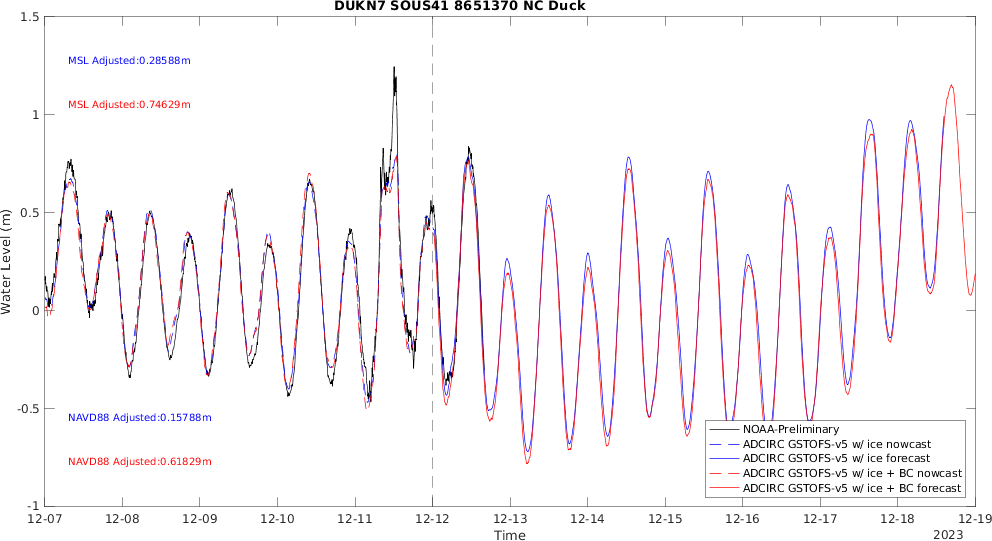 DUKN7 SOUS41 8651370 NC Duck
1.5
1
0.5
0
-0.5
-1
Water Level (m)
MSL Adjusted:0.28588m
MSL Adjusted:0.74629m
NAVD88 Adjusted:0.15788m
NAVD88 Adjusted:0.61829m
NOAA-Preliminary
ADCIRC GSTOFS-v5 w/ ice nowcast
ADCIRC GSTOFS-v5 w/ ice forecast
ADCIRC GSTOFS-v5 w/ ice + BC nowcast
ADCIRC GSTOFS-v5 w/ ice + BC forecast
12-07 12-08 12-09 12-10 12-11 12-12 12-13 12-14 12-15 12-16 12-17 12-18 12-19
Time
2023